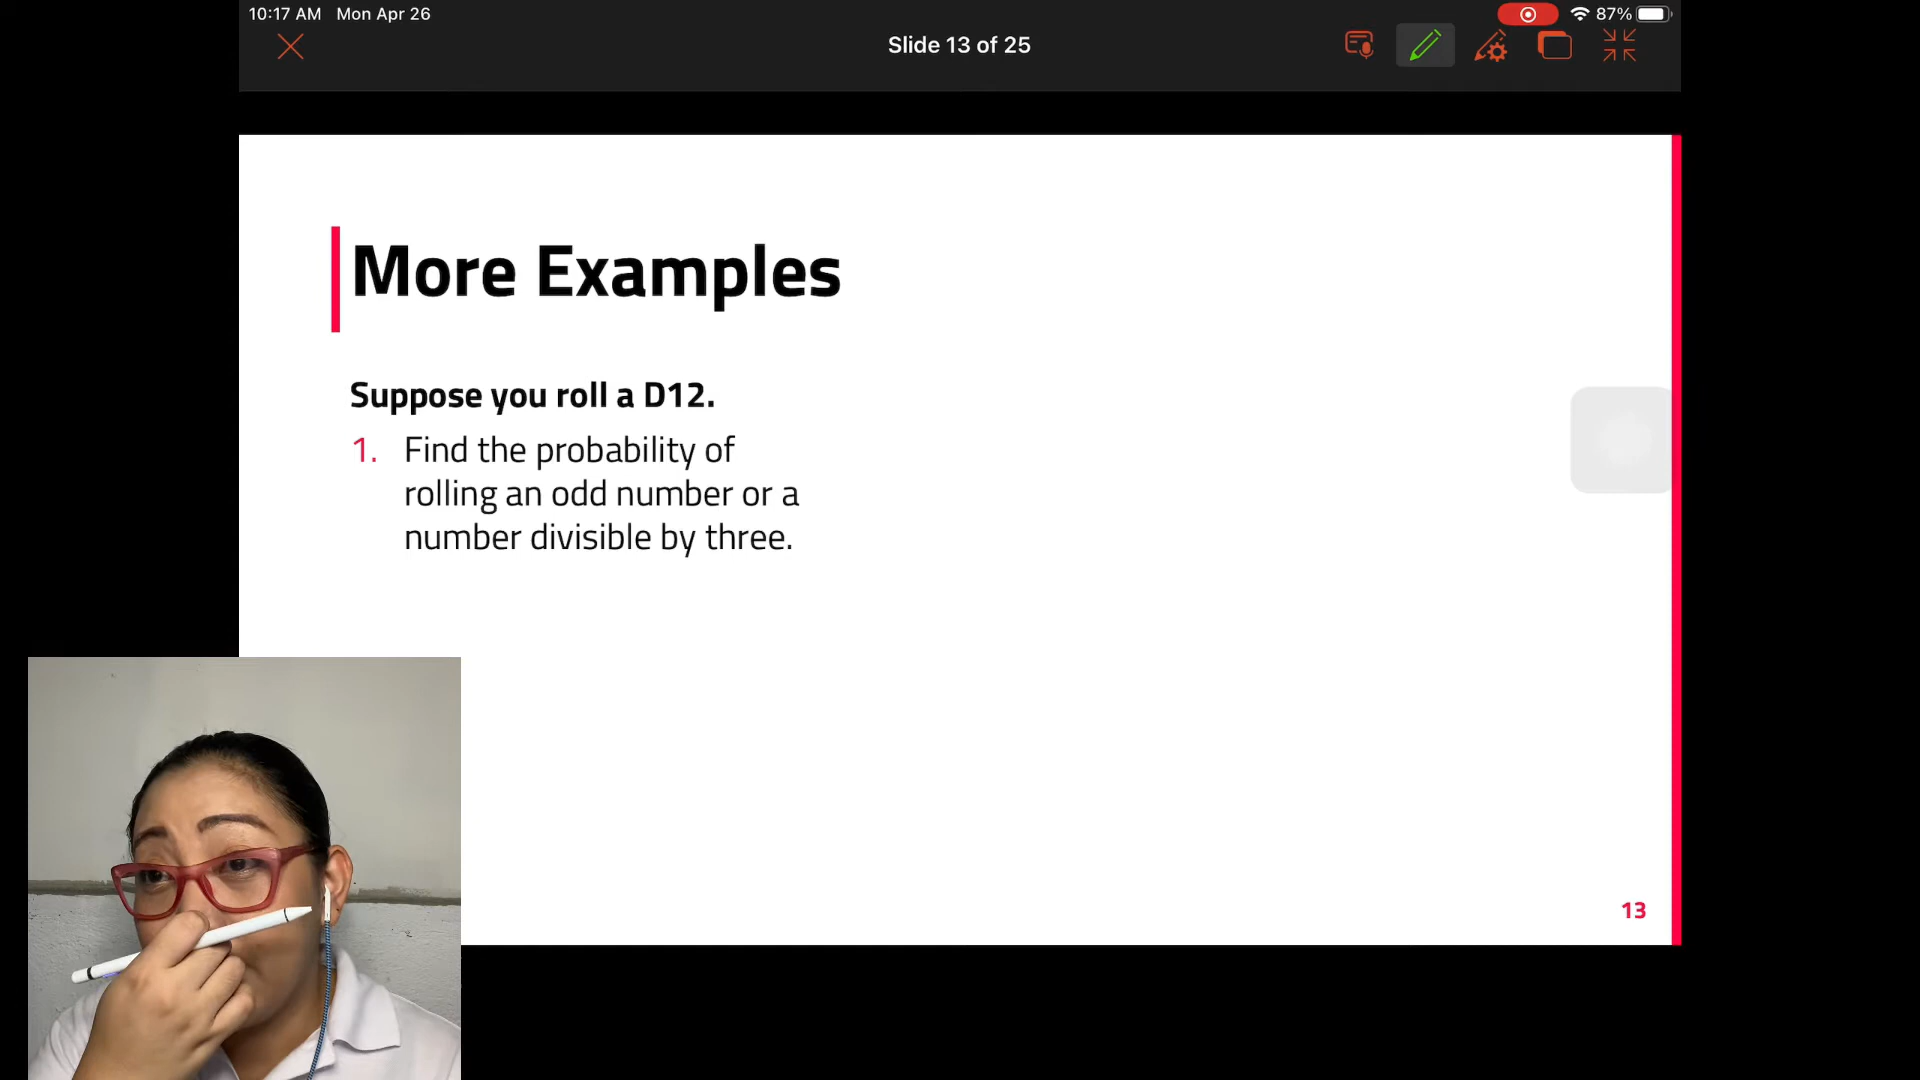 10:17 AM Mon Apr 26
87%
Slide 13 of 25
More Examples
Suppose you roll a D12.
1. Find the probability of
rolling an odd number or a
number divisible by three.
13